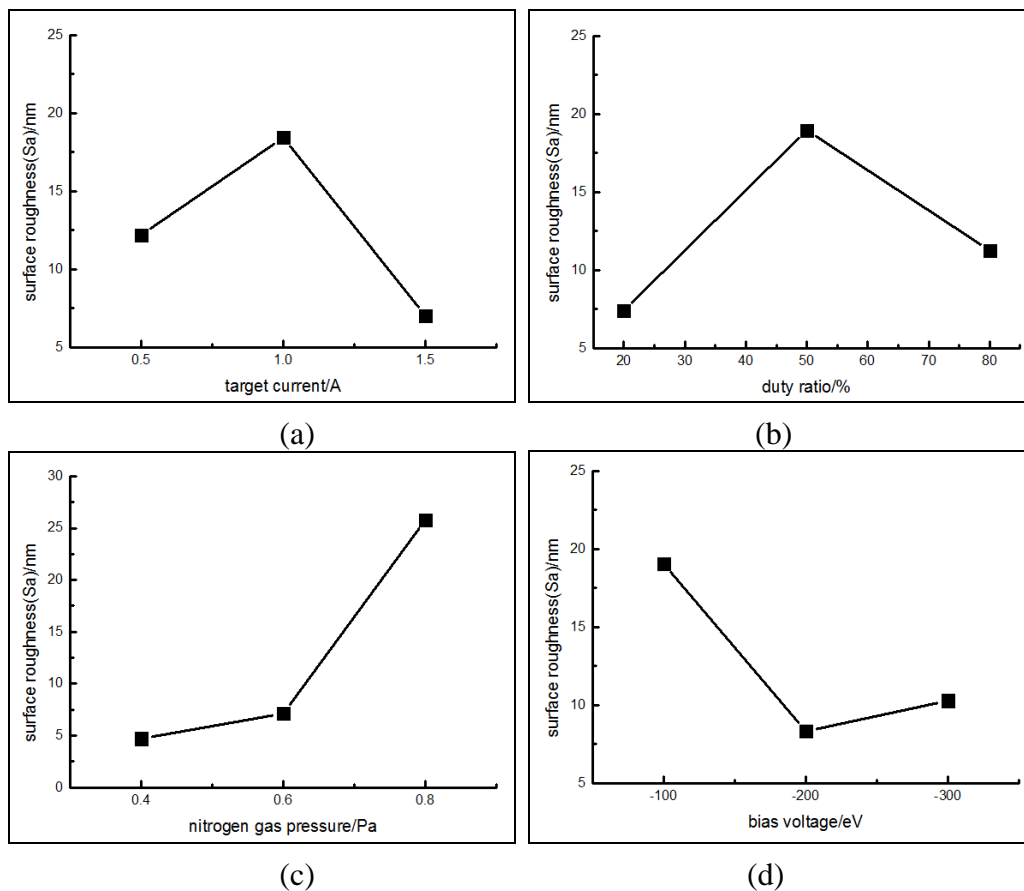 25
20
15
10
5
surface roughness(Sa)/nm
0.5 1.0 1.5
target current/A
(a)
25
20
15
10
5
surface roughness(Sa)/nm
20 30 40 50 60 70 80
duty ratio/%
(b)
30
25
20
15
10
5
0
surface roughness(Sa)/nm
0.4 0.6 0.8
nitrogen gas pressure/Pa
(c)
25
20
15
10
5
surface roughness(Sa)/nm
-100 -200 -300
bias voltage/eV
(d)